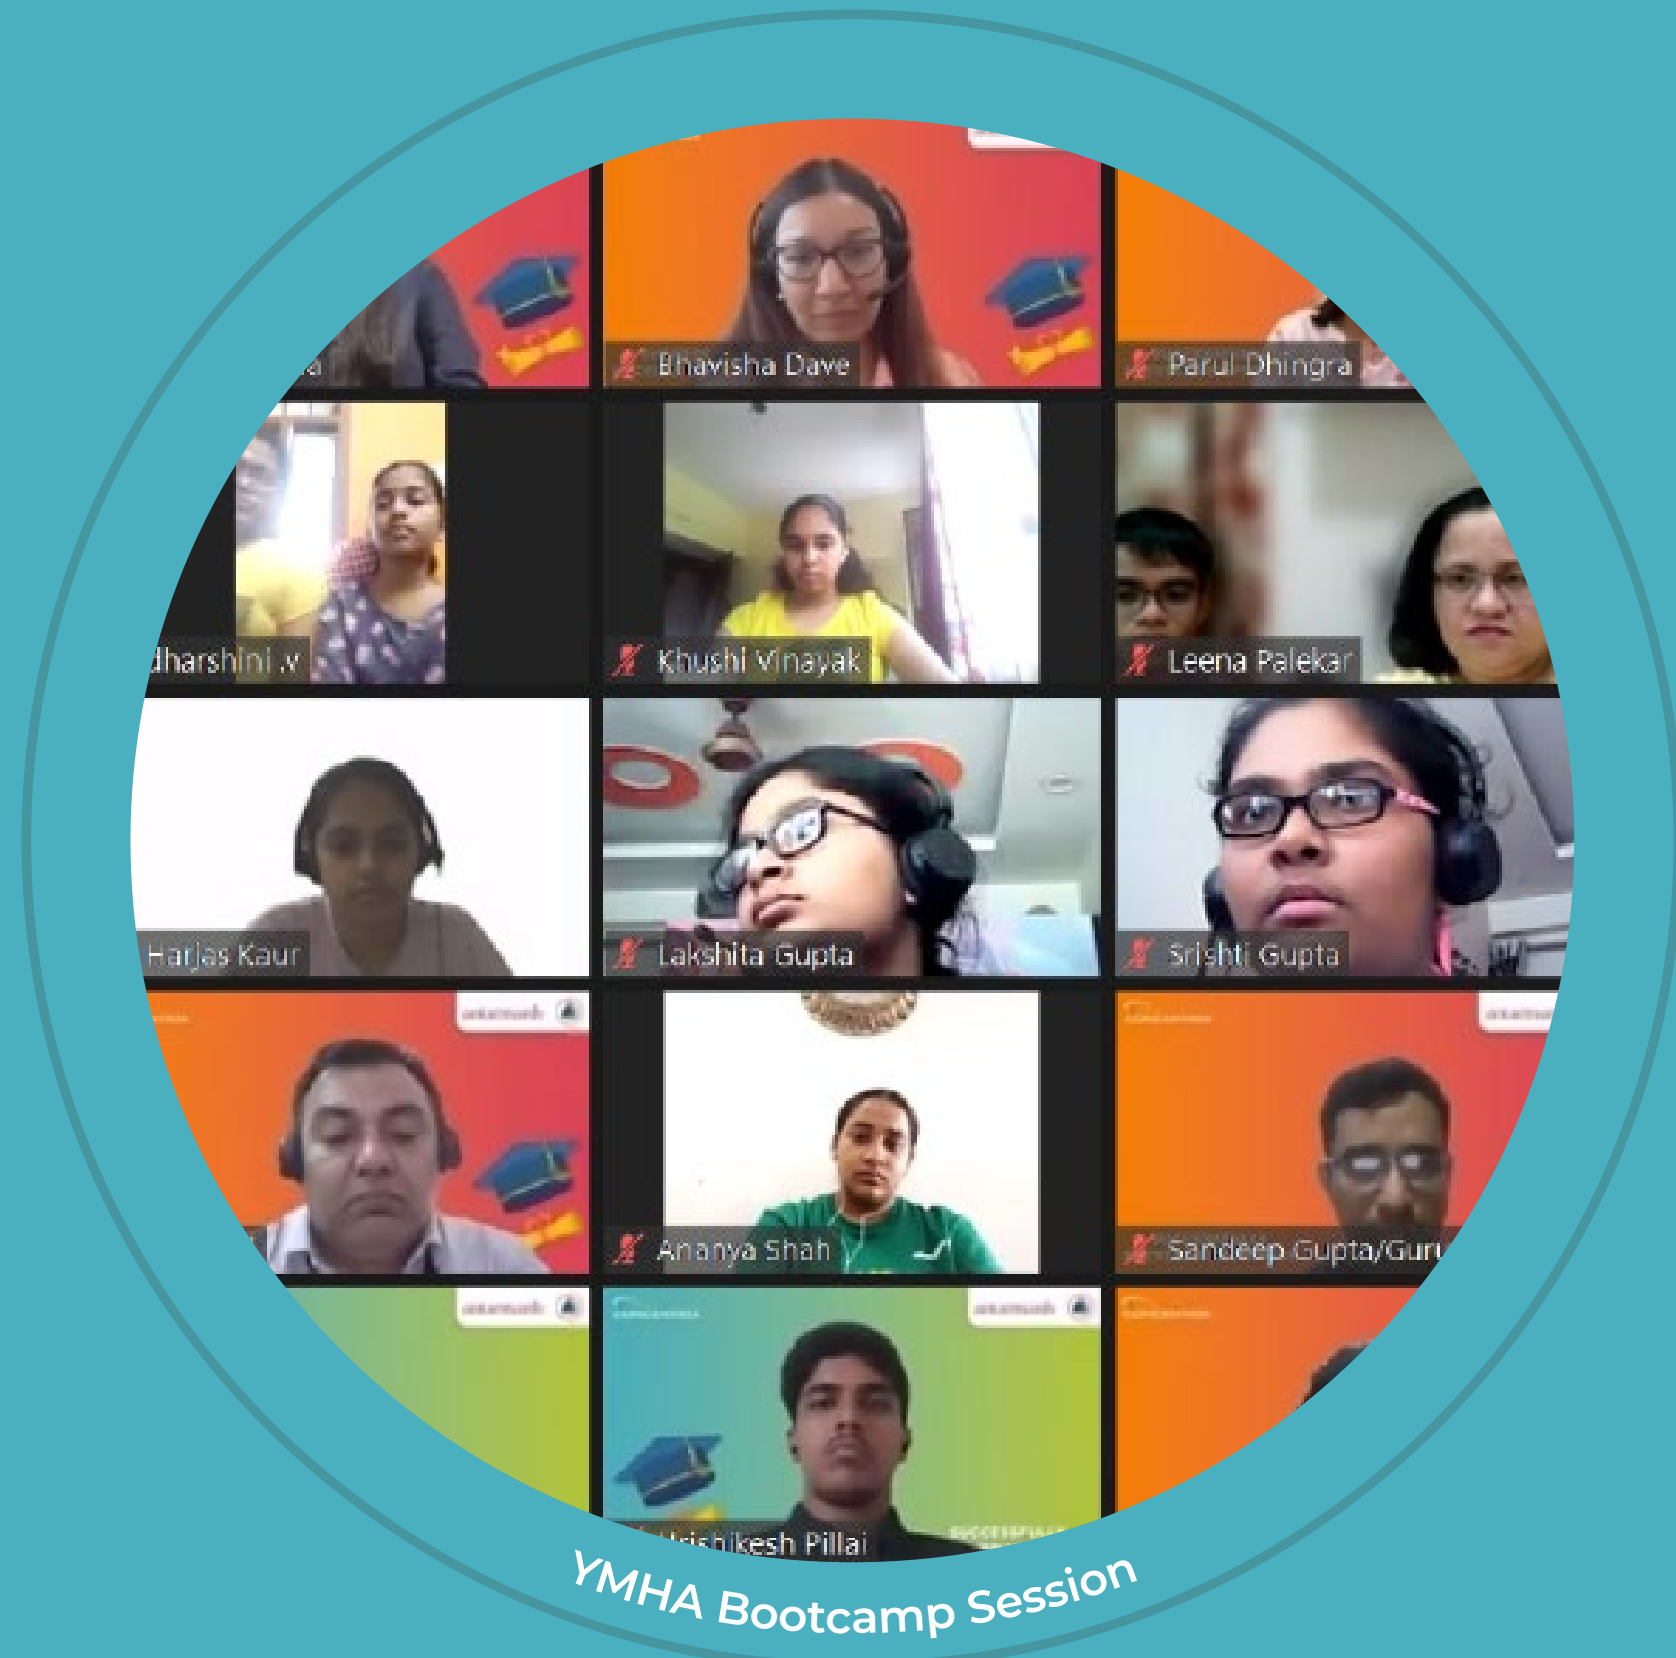 Bhavisha Dave
Parul Dhingra
dharshini .v
Khushi Vinayak
Leena Palekar
Harjas Kaur
Lakshita Gupta
Srishti Gupta
Ananya Shah
Sandeep Gupta/Guru
Hrishikesh Pillai
YMHA Bootcamp Session